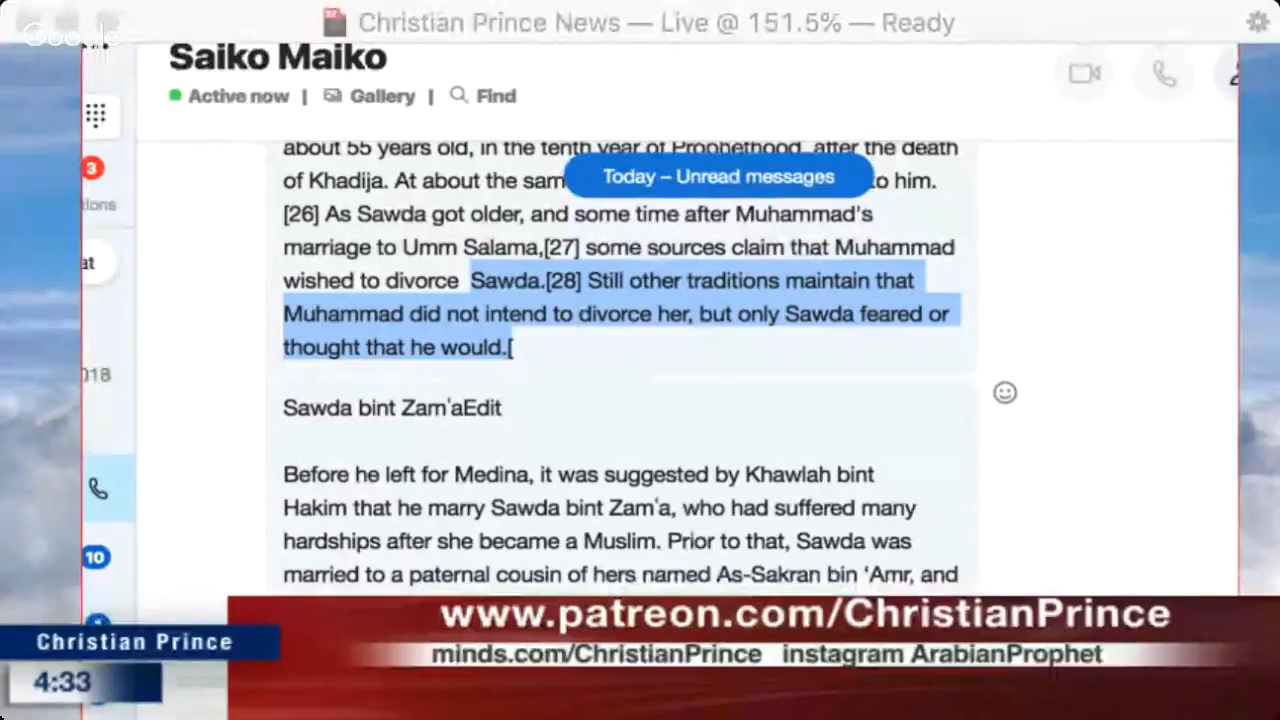 Christian Prince News — Live @ 151.5% — Ready
Google
Saiko Maiko
Active now | Gallery | Find
3
about 55 years old, in the tenth year of Prophethood, after the death
of Khadija. At about the sam
Today – Unread messages
to him.
[26] As Sawda got older, and some time after Muhammad's
marriage to Umm Salama,[27] some sources claim that Muhammad
wished to divorce Sawda.[28] Still other traditions maintain that
Muhammad did not intend to divorce her, but only Sawda feared or
thought that he would.[
018
Sawda bint ZamʿaEdit
Before he left for Medina, it was suggested by Khawlah bint
Hakim that he marry Sawda bint Zamʿa, who had suffered many
hardships after she became a Muslim. Prior to that, Sawda was
10
married to a paternal cousin of hers named As-Sakran bin ‘Amr, and
www.patreon.com/ChristianPrince
Christian Prince
minds.com/ChristianPrince instagram ArabianProphet
4:33